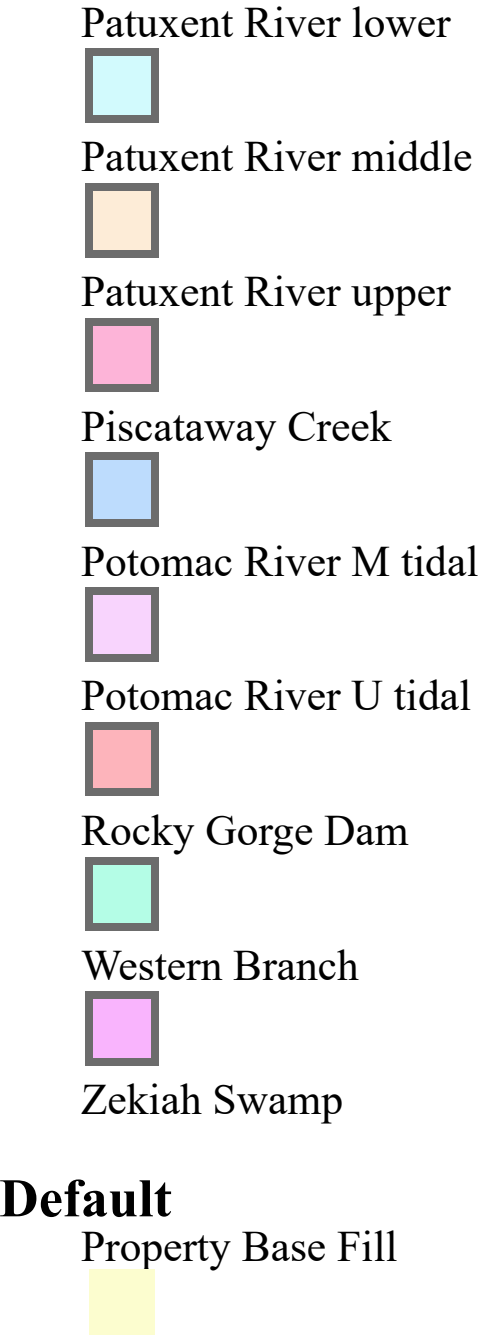 Patuxent River lower
Patuxent River middle
Patuxent River upper
Piscataway Creek
Potomac River M tidal
Potomac River U tidal
Rocky Gorge Dam
Western Branch
Zekiah Swamp
Default
Property Base Fill